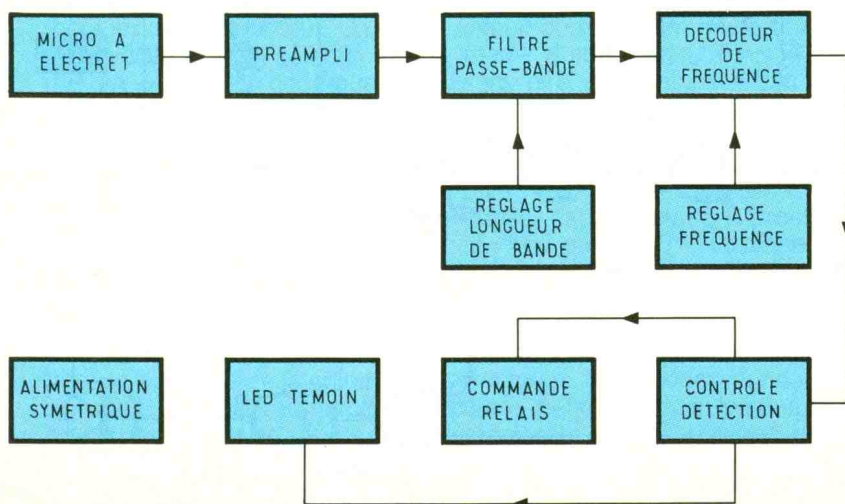 MICRO A
ELECTRET
PREAMPLI
FILTRE
PASSE-BANDE
DECODEUR
DE
FREQUENCE
REGLAGE
LONGUEUR
DE BANDE
REGLAGE
FREQUENCE
ALIMENTATION
SYMETRIQUE
LED TEMOIN
COMMANDE
RELAIS
CONTROLE
DETECTION